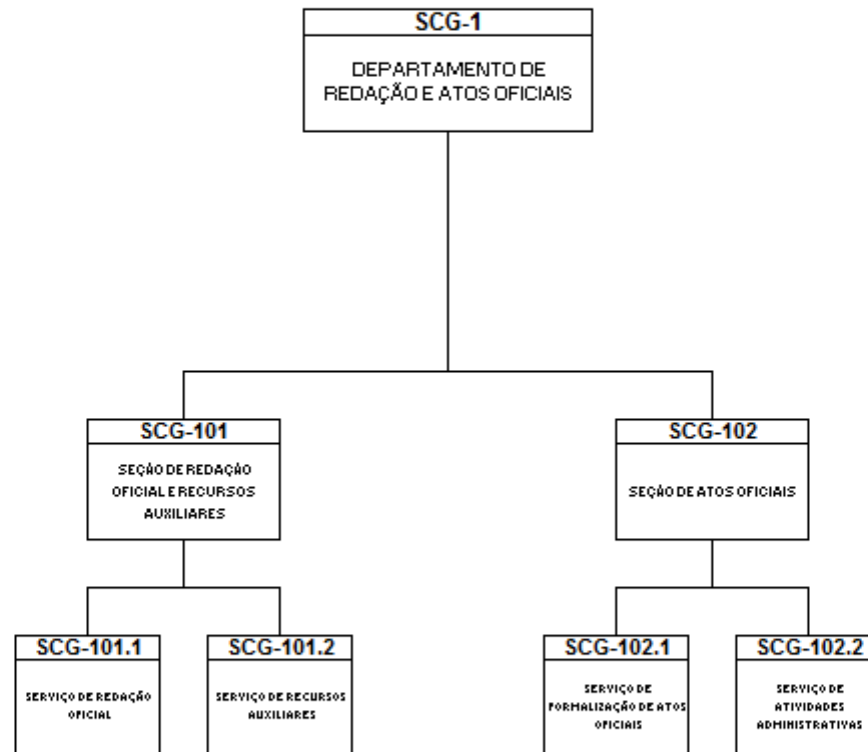 SCG-1
DEPARTAMENTO DE
REDAÇÃO E ATOS OFICIAIS
SCG-101
SEÇÃO DE REDAÇÃO
OFICIAL E RECURSOS
AUXILIARES
SCG-102
SEÇÃO DE ATOS OFICIAIS
SCG-101.1
SERVIÇO DE REDAÇÃO
OFICIAL
SCG-101.2
SERVIÇO DE RECURSOS
AUXILIARES
SCG-102.1
SERVIÇO DE
FORMALIZAÇÃO DE ATOS
OFICIAIS
SCG-102.2
SERVIÇO DE
ATIVIDADES
ADMINISTRATIVAS